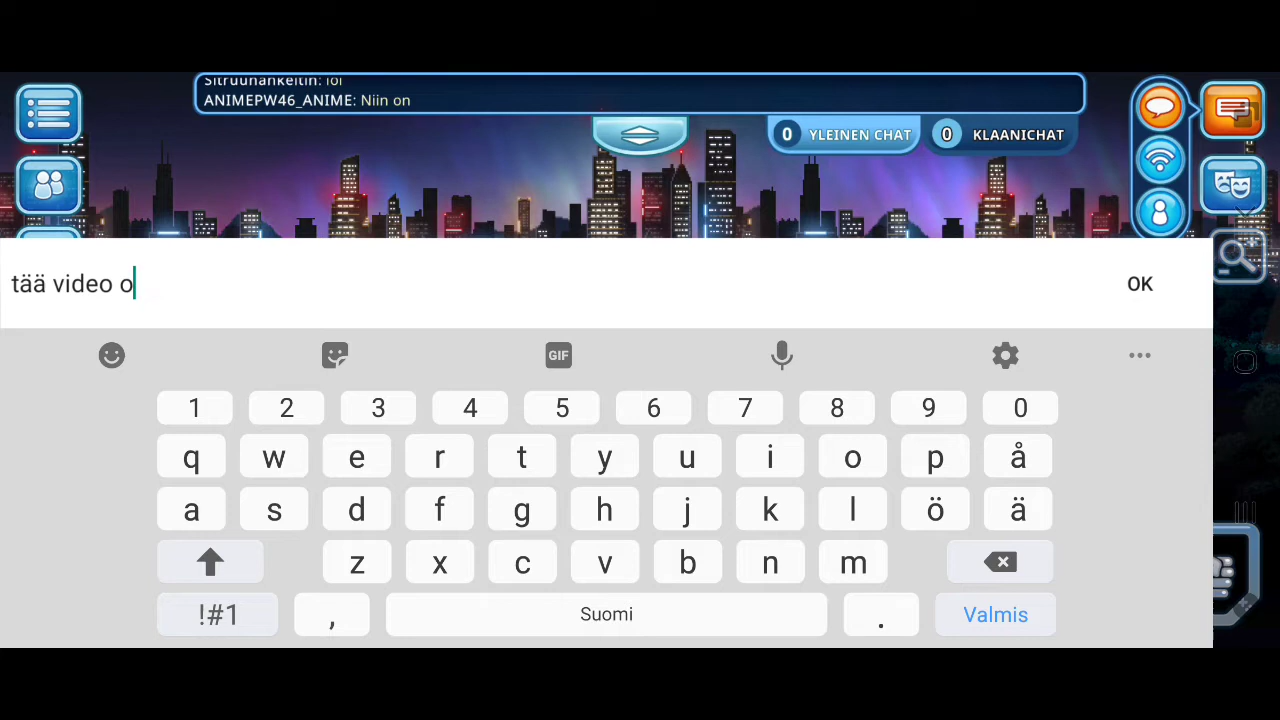 Sitruunankeitin: lol
ANIMEPW46_ANIME: Niin on
0 YLEINEN CHAT
0 KLAANICHAT
tää video o
OK
GIF
1 2 3 4 5 6 7 8 9 0
q w e r t y u i o p å
a s d f g h j k l ö ä
z x c v b n m
!#1 , Suomi . Valmis